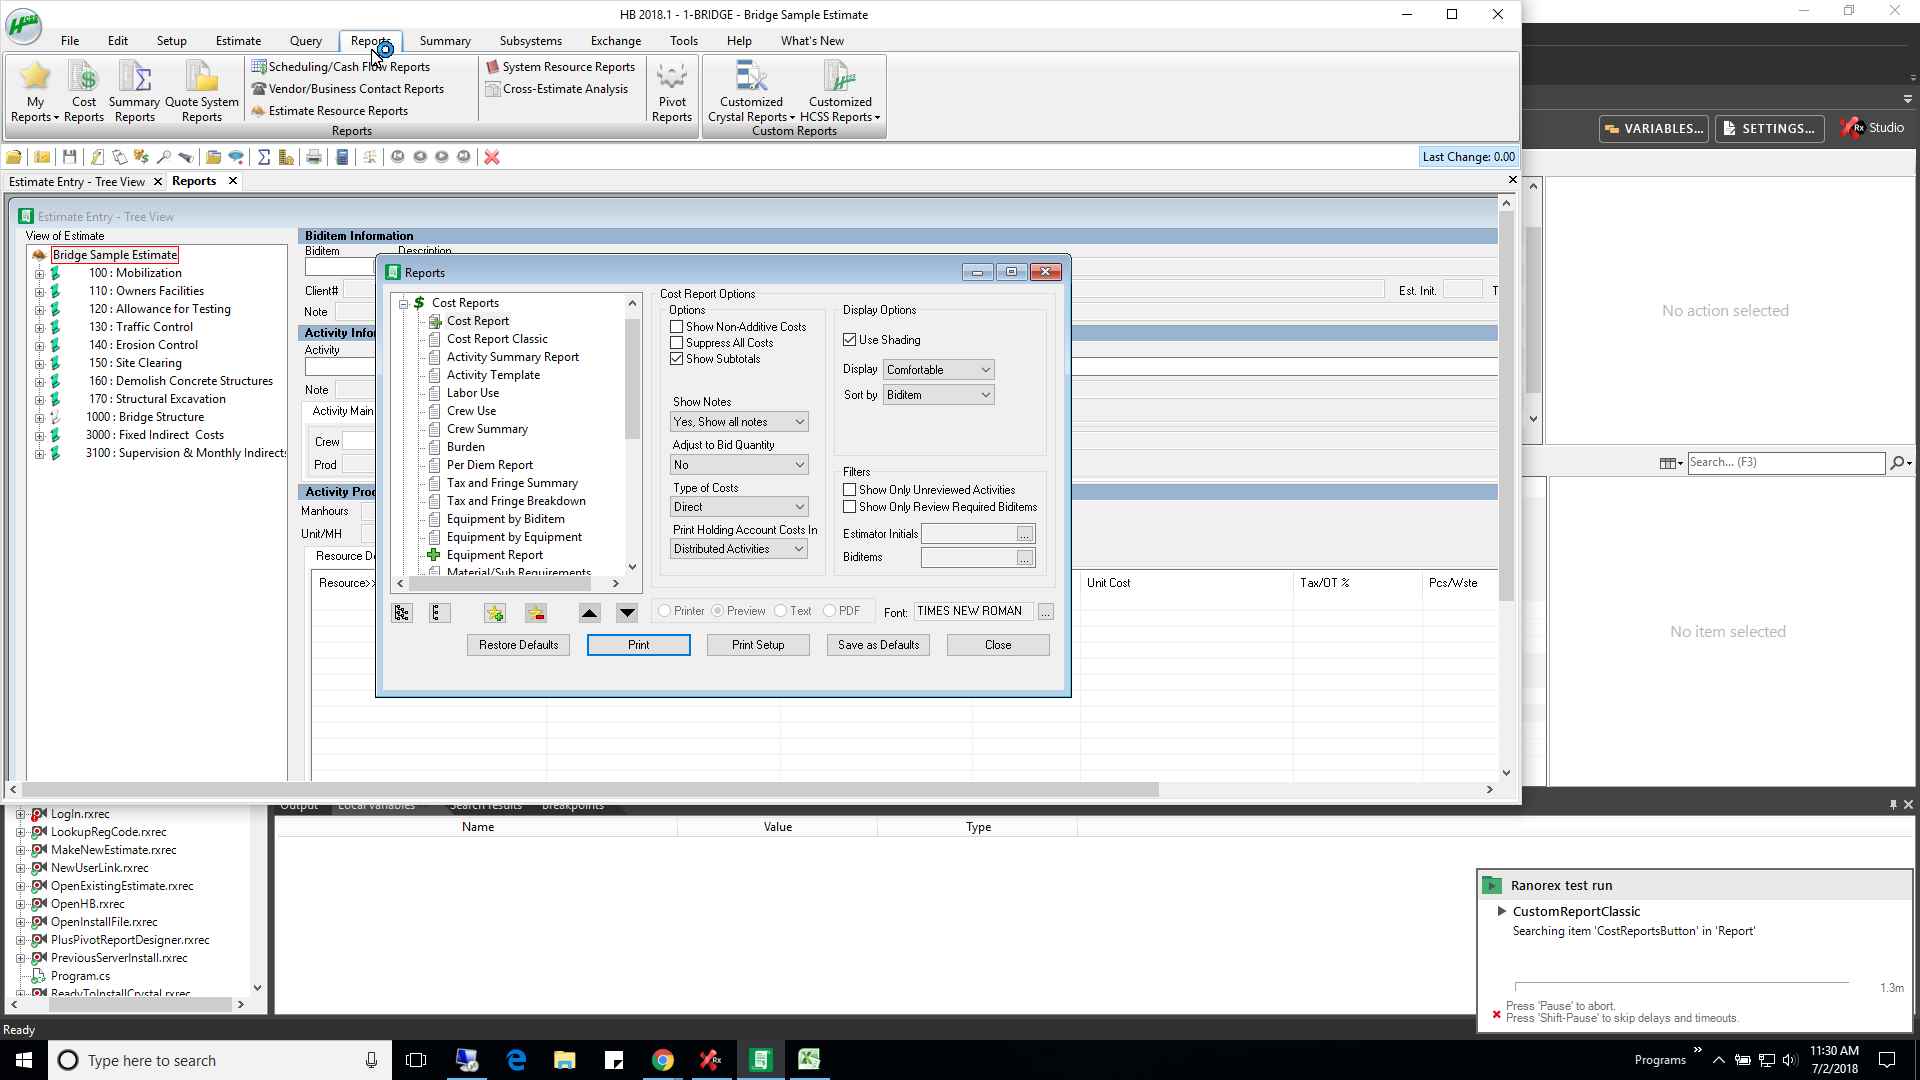 HB 2018.1 - 1-BRIDGE - Bridge Sample Estimate
File Edit Setup Estimate Query Reports Summary Subsystems Exchange Tools Help What's New
My Reports
Cost Reports
Summary Reports
Quote System Reports
Scheduling/Cash Flow Reports
Vendor/Business Contact Reports
Estimate Resource Reports
System Resource Reports
Cross-Estimate Analysis
Pivot Reports
Reports
Customized Crystal Reports
Customized HCSS Reports
Custom Reports
VARIABLES...
SETTINGS...
Rx Studio
Last Change: 0.00
Estimate Entry - Tree View
Reports
Estimate Entry - Tree View
View of Estimate
Bridge Sample Estimate
100 : Mobilization
110 : Owners Facilities
120 : Allowance for Testing
130 : Traffic Control
140 : Erosion Control
150 : Site Clearing
160 : Demolish Concrete Structures
170 : Structural Excavation
1000 : Bridge Structure
3000 : Fixed Indirect Costs
3100 : Supervision & Monthly Indirects
Biditem Information
Biditem
Description
Client#
Est. Init.
T
Note
Activity Infor
Activity
Note
Activity Main
Crew
Prod
Activity Proc
Manhours
Unit/MH
Resource De
Resource>>
Unit Cost
Tax/OT %
Pcs/Wste
Reports
Cost Reports
Cost Report
Cost Report Classic
Activity Summary Report
Activity Template
Labor Use
Crew Use
Crew Summary
Burden
Per Diem Report
Tax and Fringe Summary
Tax and Fringe Breakdown
Equipment by Biditem
Equipment by Equipment
Equipment Report
Material/Sub Requirements
Cost Report Options
Options
Show Non-Additive Costs
Suppress All Costs
Show Subtotals
Show Notes
Yes, Show all notes
Adjust to Bid Quantity
No
Type of Costs
Direct
Print Holding Account Costs In
Distributed Activities
Display Options
Use Shading
Display Comfortable
Sort by Biditem
Filters
Show Only Unreviewed Activities
Show Only Review Required Biditems
Estimator Initials ...
Biditems ...
Printer Preview Text PDF
Font: TIMES NEW ROMAN ...
Restore Defaults
Print
Print Setup
Save as Defaults
Close
No action selected
Search... (F3)
No item selected
LogIn.rxrec
LookupRegCode.rxrec
MakeNewEstimate.rxrec
NewUserLink.rxrec
OpenExistingEstimate.rxrec
OpenHB.rxrec
OpenInstallFile.rxrec
PlusPivotReportDesigner.rxrec
PreviousServerInstall.rxrec
Program.cs
ReadyToInstallCrystal.rxrec
Output Local variables Search results Breakpoints
Name Value Type
Ranorex test run
CustomReportClassic
Searching item 'CostReportsButton' in 'Report'
1.3m
Press 'Pause' to abort.
Press 'Shift-Pause' to skip delays and timeouts.
Ready
Type here to search
Programs
11:30 AM
7/2/2018